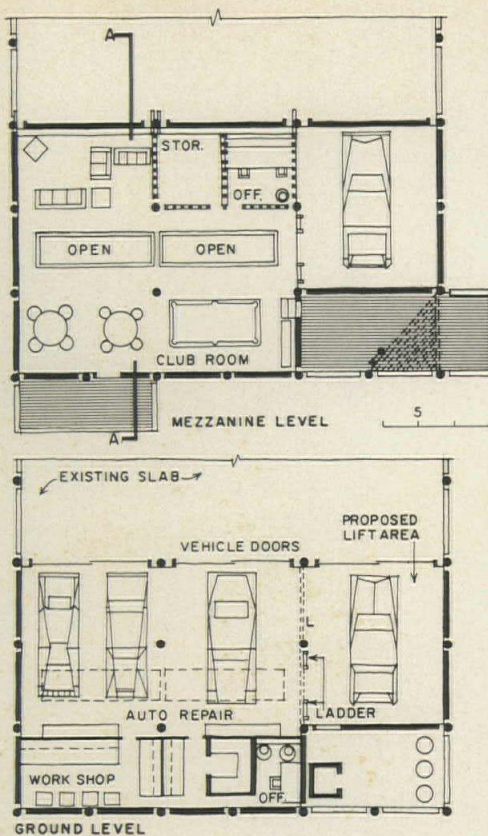 A
STOR.
OFF.
OPEN
OPEN
CLUB ROOM
A
MEZZANINE LEVEL
5
EXISTING SLAB
PROPOSED
LIFT AREA
VEHICLE DOORS
L
AUTO REPAIR
LADDER
WORK SHOP
OFF.
GROUND LEVEL